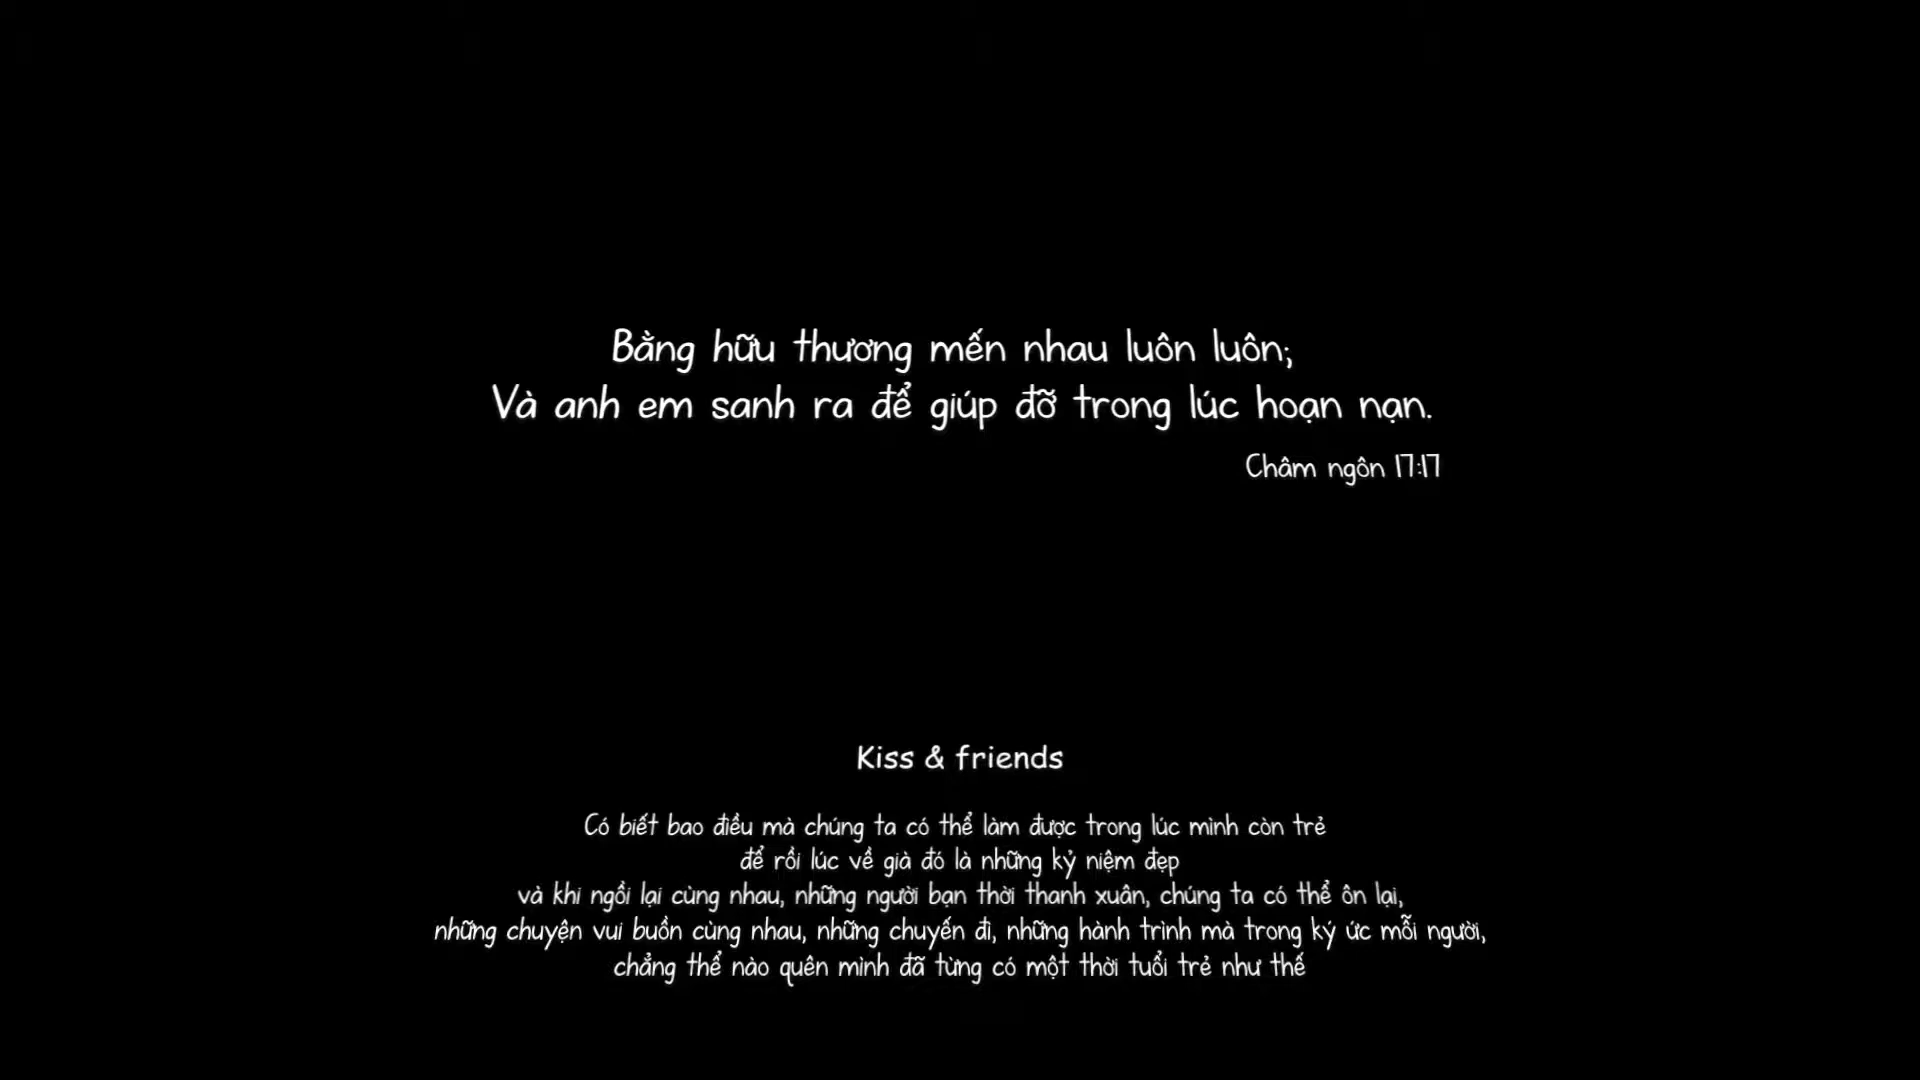 Bằng hữu thương mến nhau luôn luôn;
Và anh em sanh ra để giúp đỡ trong lúc hoạn nạn.
Châm ngôn 17:17
Kiss & friends
Có biết bao điều mà chúng ta có thể làm được trong lúc mình còn trẻ
để rồi lúc về già đó là những kỷ niệm đẹp
và khi ngồi lại cùng nhau, những người bạn thời thanh xuân, chúng ta có thể ôn lại,
những chuyện vui buồn cùng nhau, những chuyến đi, những hành trình mà trong ký ức mỗi người,
chẳng thể nào quên mình đã từng có một thời tuổi trẻ như thế